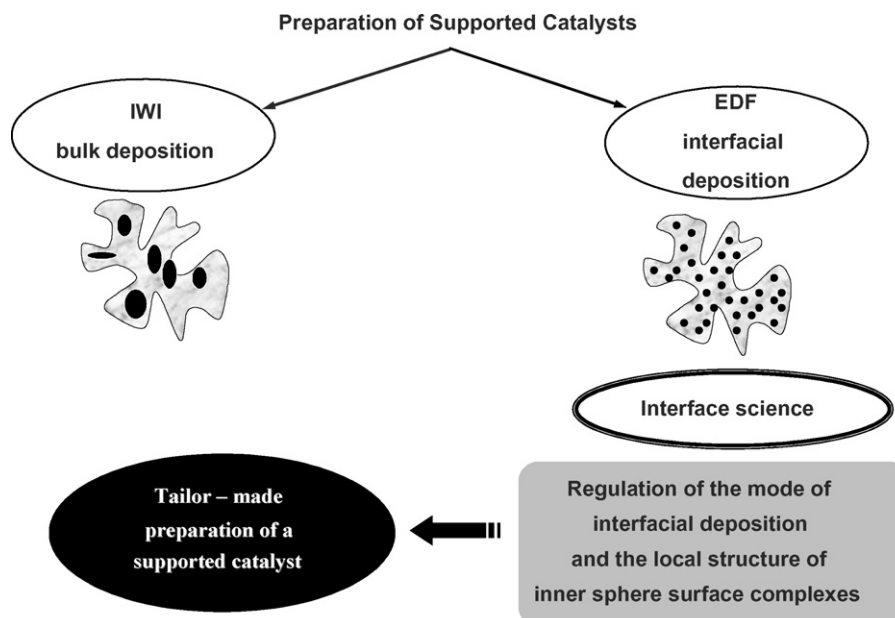 Preparation of Supported Catalysts
IWI
bulk deposition
EDF
interfacial
deposition
Interface science
Regulation of the mode of
interfacial deposition
and the local structure of
inner sphere surface complexes
Tailor – made
preparation of a
supported catalyst